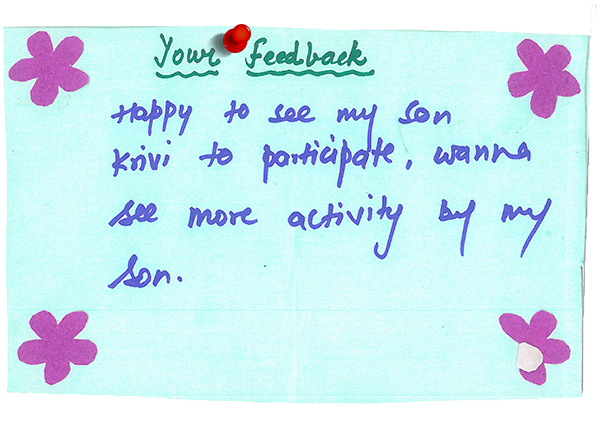 Your Feedback
Happy to see my son
Krivi to participate, wanna
see more activity by my
son.